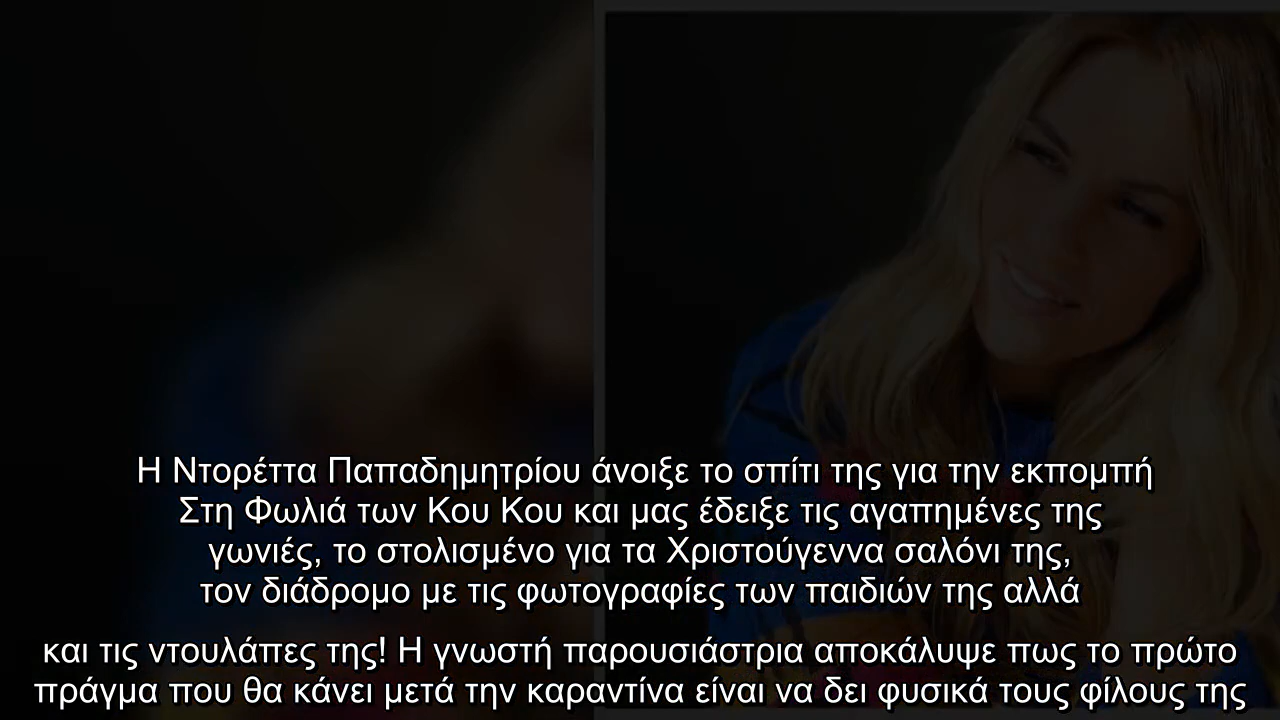 Η Ντορέττα Παπαδημητρίου άνοιξε το σπίτι της για την εκπομπή
Στη Φωλιά των Κου Κου και μας έδειξε τις αγαπημένες της
γωνιές, το στολισμένο για τα Χριστούγεννα σαλόνι της,
τον διάδρομο με τις φωτογραφίες των παιδιών της αλλά
και τις ντουλάπες της! Η γνωστή παρουσιάστρια αποκάλυψε πως το πρώτο
πράγμα που θα κάνει μετά την καραντίνα είναι να δει φυσικά τους φίλους της